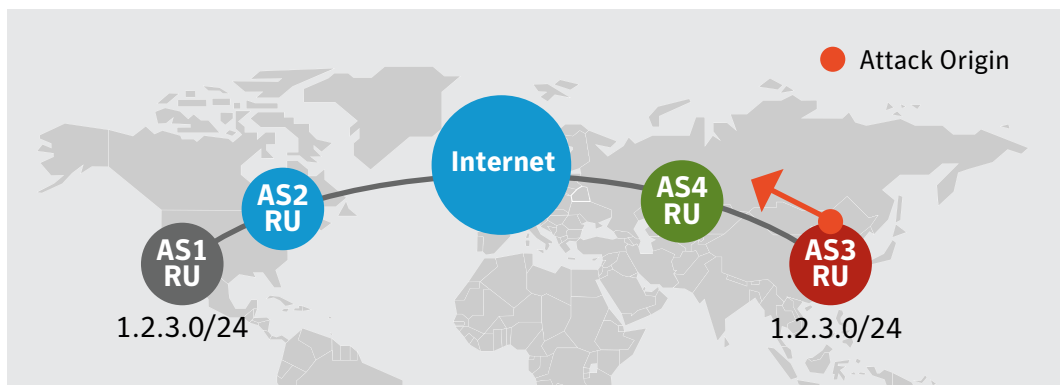 Attack Origin
Internet
AS2
RU
AS4
RU
AS1
RU
AS3
RU
1.2.3.0/24
1.2.3.0/24